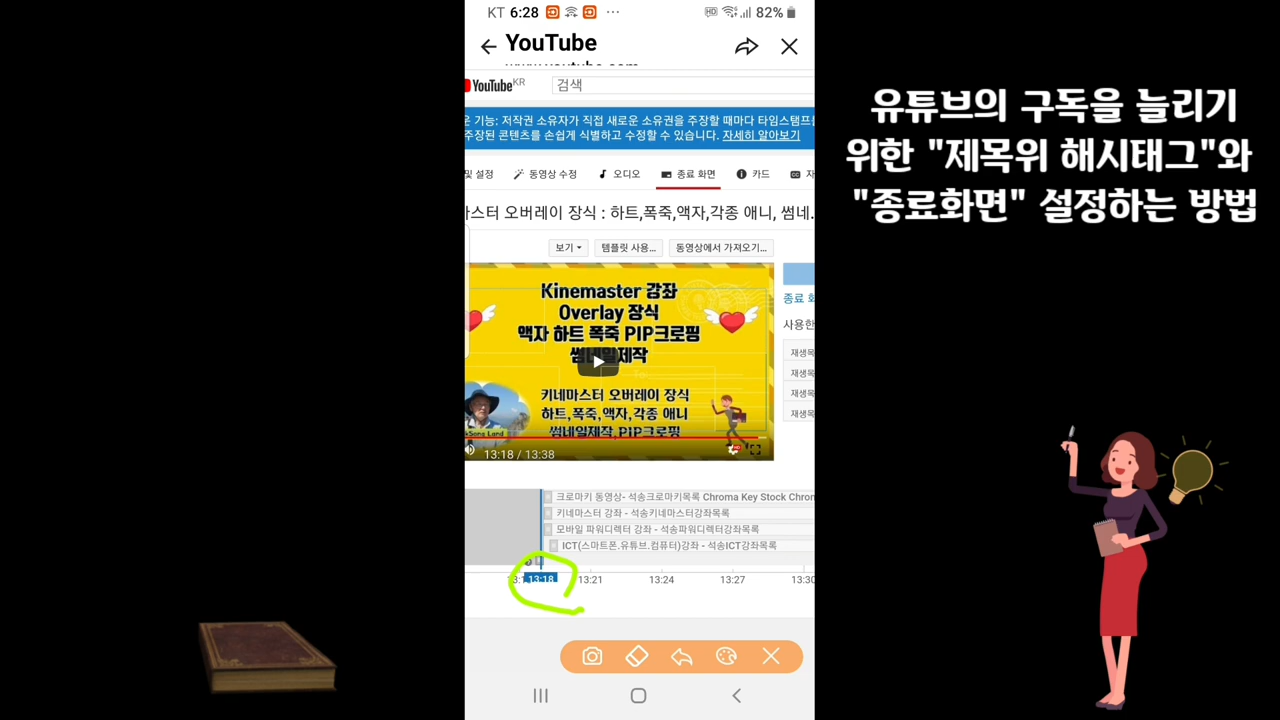 KT 6:28
82%
YouTube
YouTube KR
검색
운 기능: 저작권 소유자가 직접 새로운 소유권을 주장할 때마다 타임스탬프를
주장된 콘텐츠를 손쉽게 식별하고 수정할 수 있습니다. 자세히 알아보기
및 설정 동영상 수정 오디오 종료 화면 카드
마스터 오버레이 장식 : 하트,폭죽,액자,각종 애니, 썸네.
보기 템플릿 사용... 동영상에서 가져오기...
Kinemaster 강좌
Overlay 장식
액자 하트 폭죽 PIP크로핑
썸네일제작
키네마스터 오버레이 장식
하트,폭죽,액자,각종 애니
썸네일제작,PIP크로핑
Song Land
13:18 / 13:38
종료 화
사용한
재생목
재생목
재생목
재생목
크로마키 동영상- 석송크로마키목록 Chroma Key Stock Chron
키네마스터 강좌 - 석송키네마스터강좌목록
모바일 파워디렉터 강좌 - 석송파워디렉터강좌목록
ICT(스마트폰.유튜브.컴퓨터)강좌 - 석송ICT강좌목록
13:18 13:21 13:24 13:27 13:30
유튜브의 구독을 늘리기
위한 "제목위 해시태그"와
"종료화면" 설정하는 방법